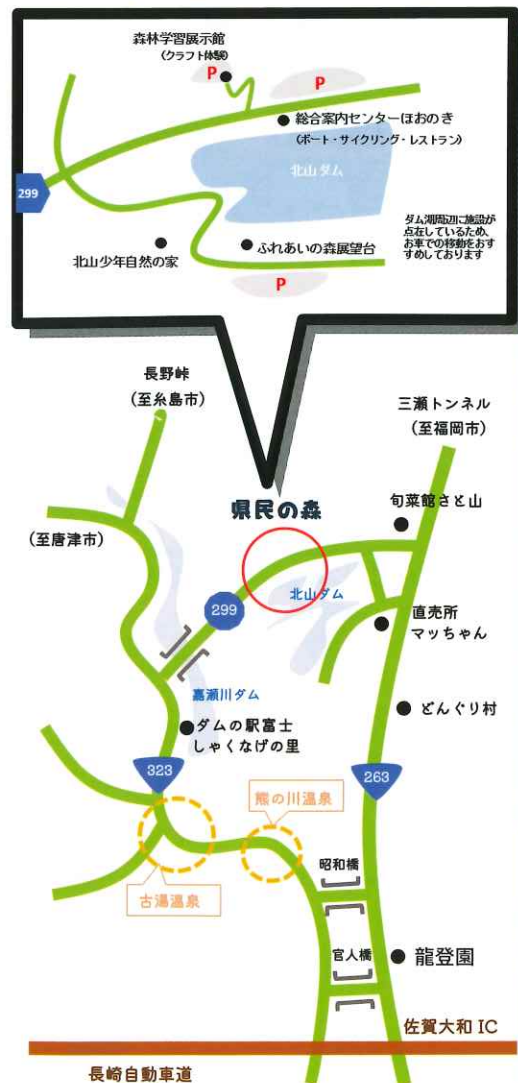 森林学習展示館
(クラフト体験)
P
P
総合案内センターほおのき
(ボート・サイクリング・レストラン)
北山ダム
299
ダム湖周辺に施設が
点在しているため、
お車での移動をおす
すめしております
北山少年自然の家
ふれあいの森展望台
P
長野峠
(至糸島市)
三瀬トンネル
(至福岡市)
県民の森
旬菜館さと山
(至唐津市)
北山ダム
299
直売所
マッちゃん
嘉瀬川ダム
どんぐり村
ダムの駅富士
しゃくなげの里
323
263
熊の川温泉
昭和橋
古湯温泉
官人橋
龍登園
佐賀大和 IC
長崎自動車道